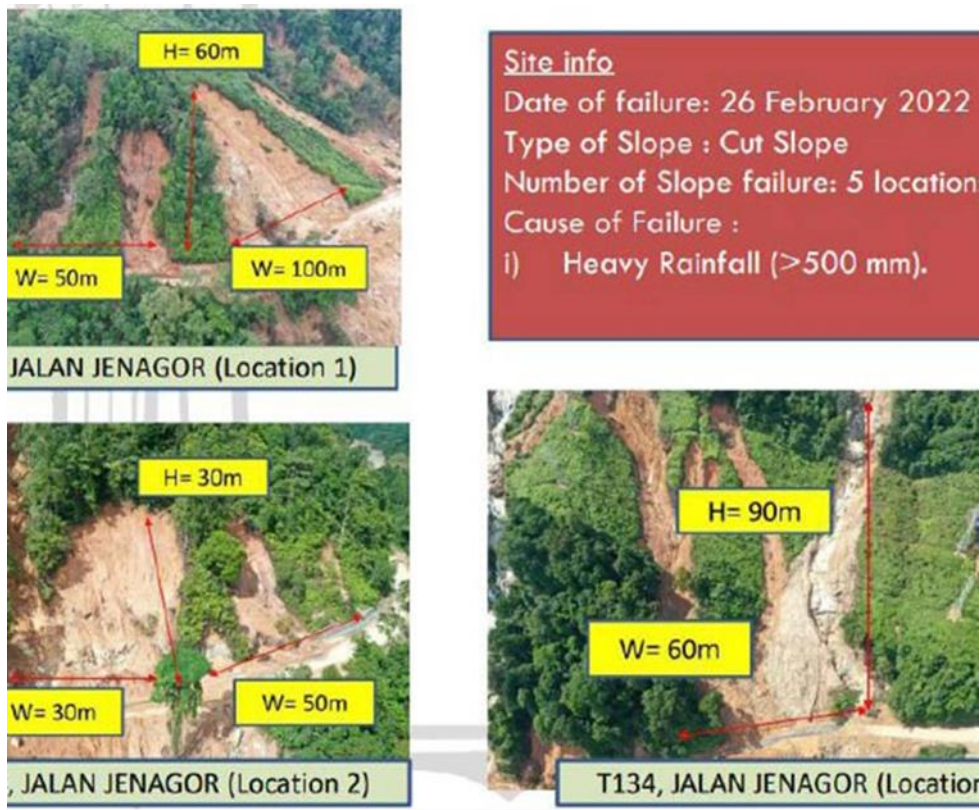 H= 60m
W= 50m
W= 100m
JALAN JENAGOR (Location 1)
Site info
Date of failure: 26 February 2022
Type of Slope : Cut Slope
Number of Slope failure: 5 location
Cause of Failure :
i) Heavy Rainfall (>500 mm).
H= 30m
W= 30m
W= 50m
, JALAN JENAGOR (Location 2)
H= 90m
W= 60m
T134, JALAN JENAGOR (Location